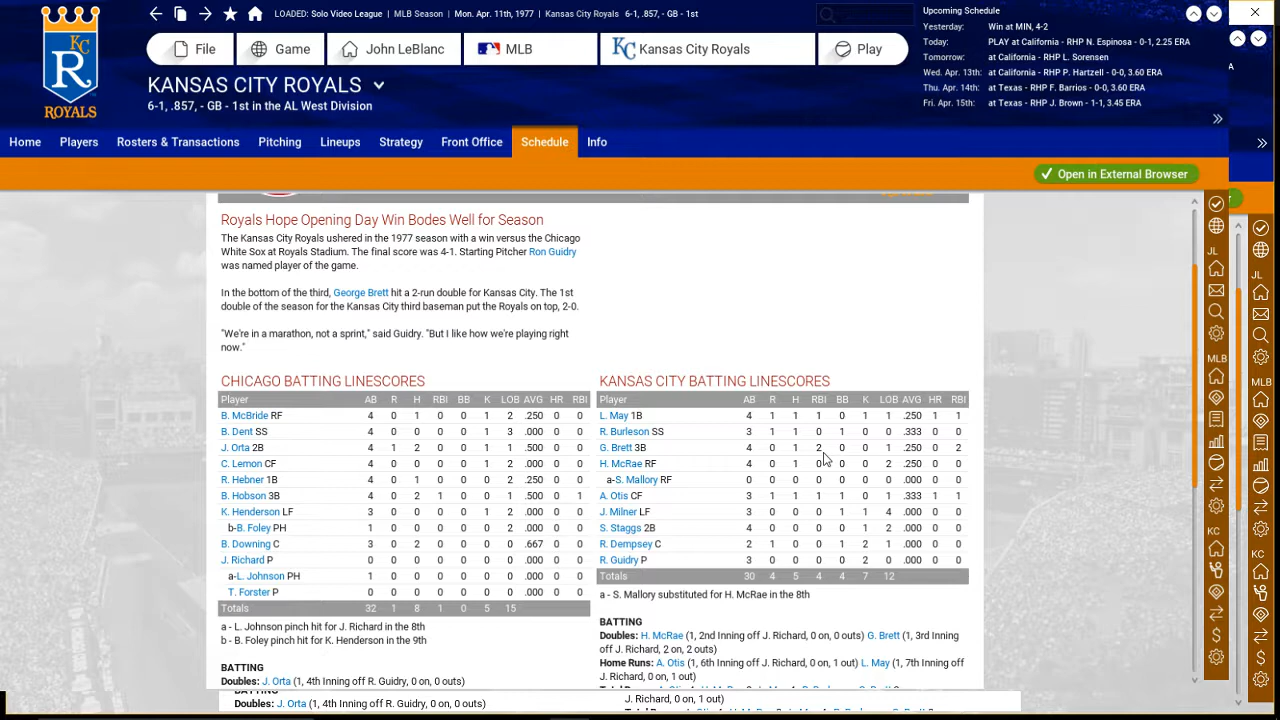 LOADED: Solo Video League | MLB Season | Mon. Apr. 11th, 1977 | Kansas City Royals 6-1, .857, - GB - 1st
Upcoming Schedule
Yesterday: Win at MIN, 4-2
Today: PLAY at California - RHP N. Espinosa - 0-1, 2.25 ERA
Tomorrow: at California - RHP L. Sorensen
Wed. Apr. 13th: at California - RHP P. Hartzell - 0-0, 3.60 ERA
Thu. Apr. 14th: at Texas - RHP F. Barrios - 0-0, 3.60 ERA
Fri. Apr. 15th: at Texas - RHP J. Brown - 1-1, 3.45 ERA
KC R ROYALS
File Game John LeBlanc MLB KC Kansas City Royals Play
KANSAS CITY ROYALS
6-1, .857, - GB - 1st in the AL West Division
Home Players Rosters & Transactions Pitching Lineups Strategy Front Office Schedule Info
Open in External Browser
Royals Hope Opening Day Win Bodes Well for Season
The Kansas City Royals ushered in the 1977 season with a win versus the Chicago
White Sox at Royals Stadium. The final score was 4-1. Starting Pitcher Ron Guidry
was named player of the game.
In the bottom of the third, George Brett hit a 2-run double for Kansas City. The 1st
double of the season for the Kansas City third baseman put the Royals on top, 2-0.
"We're in a marathon, not a sprint," said Guidry. "But I like how we're playing right
now."
CHICAGO BATTING LINESCORES
Player AB R H RBI BB K LOB AVG HR RBI
B. McBride RF 4 0 1 0 0 1 2 .250 0 0
B. Dent SS 4 0 0 0 0 1 3 .000 0 0
J. Orta 2B 4 1 2 0 0 1 1 .500 0 0
C. Lemon CF 4 0 0 0 0 1 2 .000 0 0
R. Hebner 1B 4 0 1 0 0 0 2 .250 0 0
B. Hobson 3B 4 0 2 1 0 0 1 .500 0 1
K. Henderson LF 3 0 0 0 0 1 2 .000 0 0
b-B. Foley PH 1 0 0 0 0 0 2 .000 0 0
B. Downing C 3 0 2 0 0 0 0 .667 0 0
J. Richard P 0 0 0 0 0 0 0 .000 0 0
a-L. Johnson PH 1 0 0 0 0 0 0 .000 0 0
T. Forster P 0 0 0 0 0 0 0 .000 0 0
Totals 32 1 8 1 0 5 15
a - L. Johnson pinch hit for J. Richard in the 8th
b - B. Foley pinch hit for K. Henderson in the 9th
BATTING
Doubles: J. Orta (1, 4th Inning off R. Guidry, 0 on, 0 outs)
Doubles: J. Orta (1, 4th Inning off R. Guidry, 0 on, 0 outs)
KANSAS CITY BATTING LINESCORES
Player AB R H RBI BB K LOB AVG HR RBI
L. May 1B 4 1 1 1 0 1 1 .250 1 1
R. Burleson SS 3 1 1 0 1 0 0 .333 0 0
G. Brett 3B 4 0 1 2 0 0 1 .250 0 2
H. McRae RF 4 0 1 0 0 0 2 .250 0 0
a-S. Mallory RF 0 0 0 0 0 0 0 .000 0 0
A. Otis CF 3 1 1 1 1 0 0 .333 1 1
J. Milner LF 3 0 0 0 1 1 4 .000 0 0
S. Staggs 2B 4 0 0 0 0 1 2 .000 0 0
R. Dempsey C 2 1 0 0 1 2 1 .000 0 0
R. Guidry P 3 0 0 0 0 2 0 .000 0 0
Totals 30 4 5 4 4 7 12
a - S. Mallory substituted for H. McRae in the 8th
BATTING
Doubles: H. McRae (1, 2nd Inning off J. Richard, 0 on, 0 outs) G. Brett (1, 3rd Inning
off J. Richard, 2 on, 2 outs)
Home Runs: A. Otis (1, 6th Inning off J. Richard, 0 on, 1 out) L. May (1, 7th Inning off
J. Richard, 0 on, 1 out)
JL
MLB
KC
JL
MLB
KC